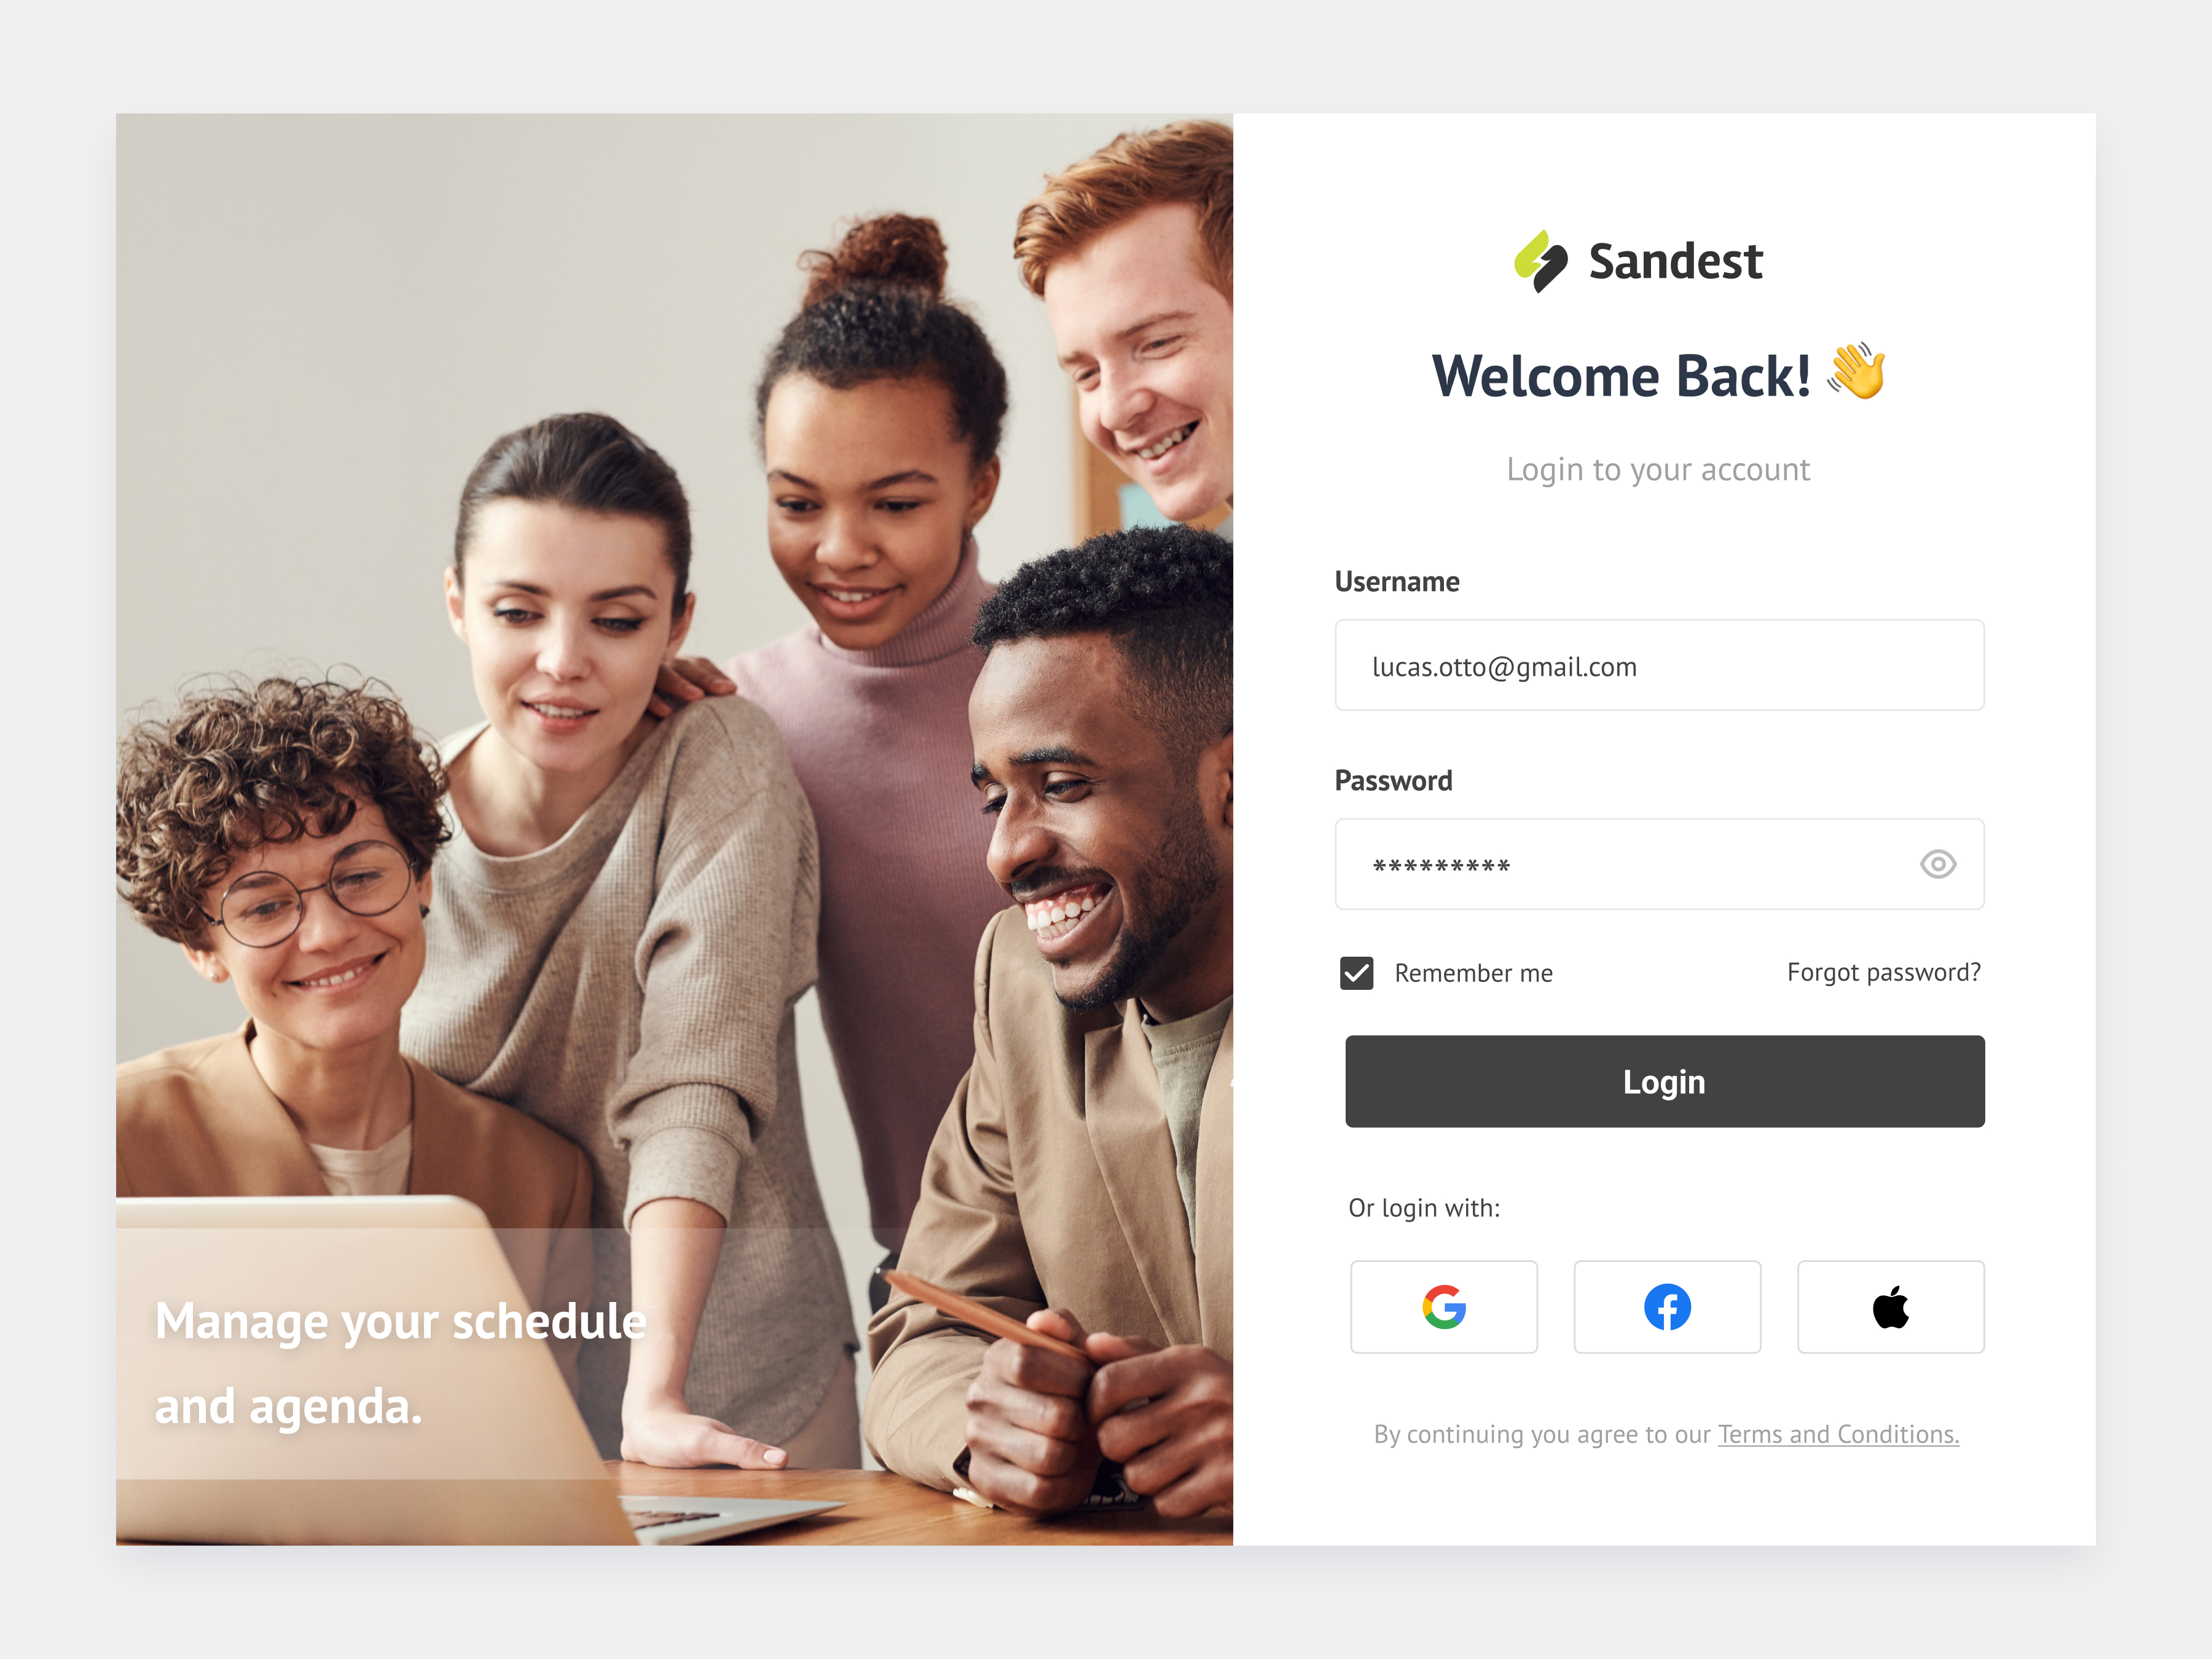 Sandest
Welcome Back! 👋
Login to your account
Username
lucas.otto@gmail.com
Password
*********
Remember me
Forgot password?
Login
Or login with:
By continuing you agree to our Terms and Conditions.
Manage your schedule
and agenda.